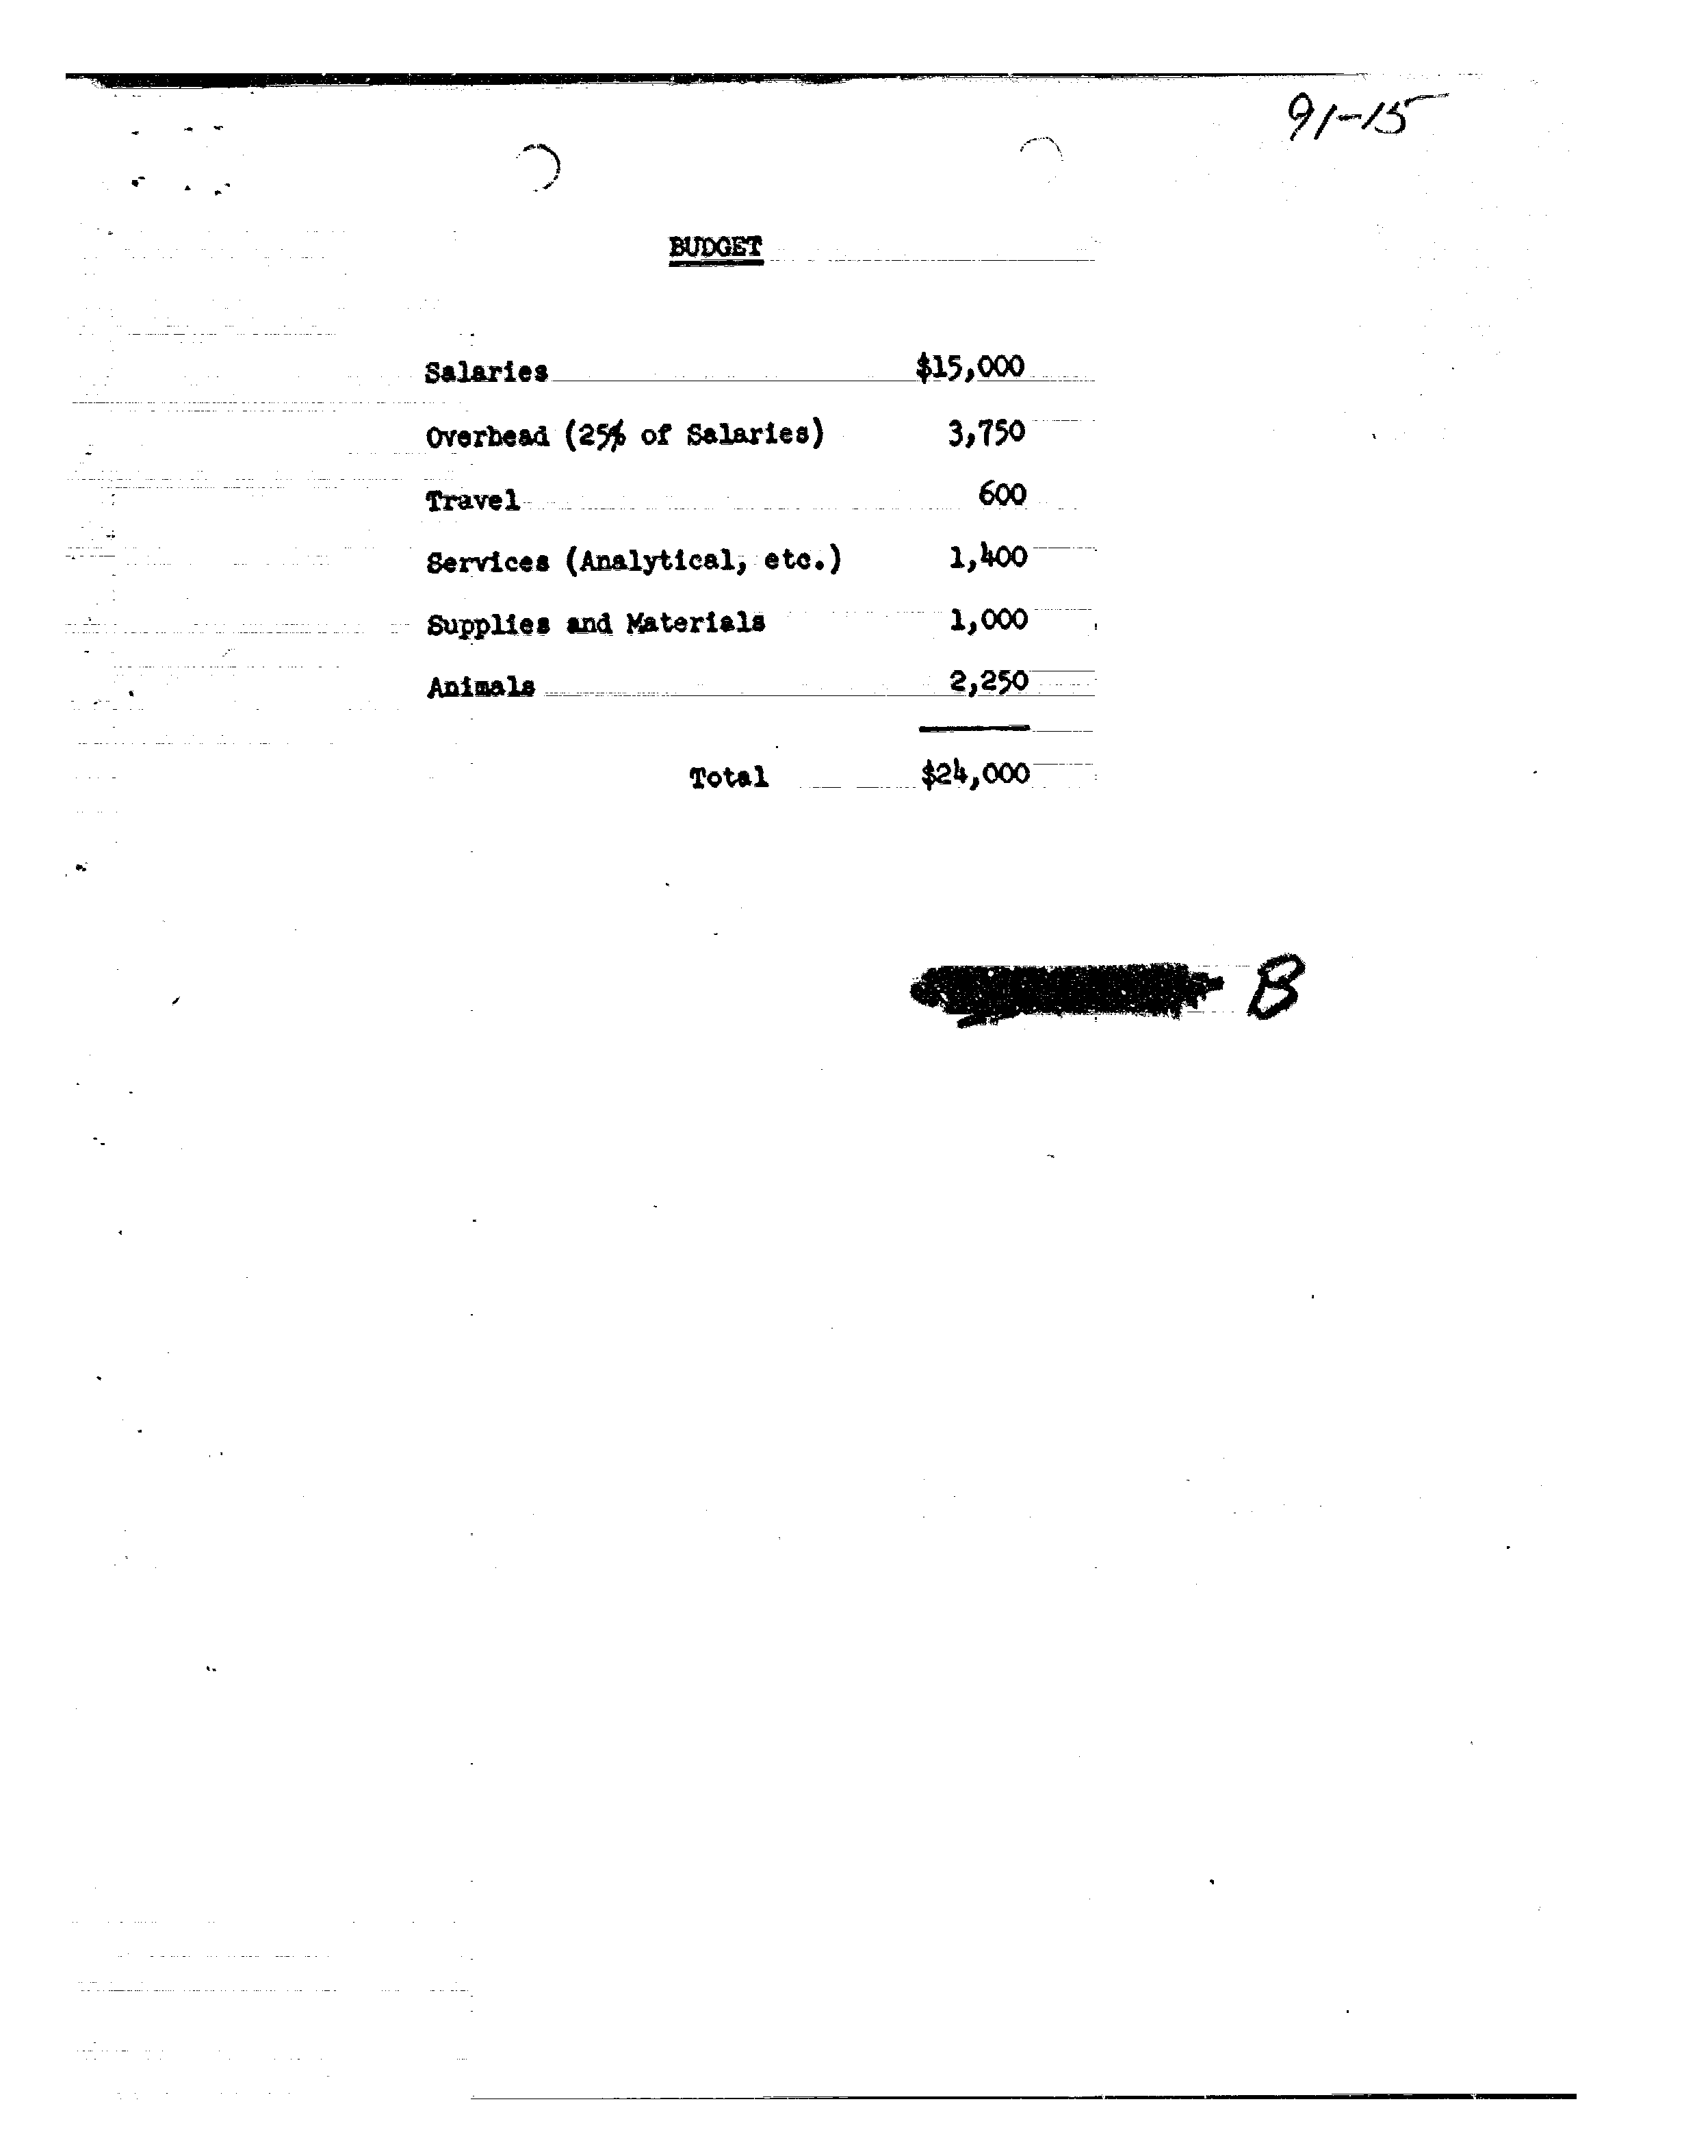 91-15
BUDGET
Salaries $15,000
Overhead (25% of Salaries) 3,750
Travel 600
Services (Analytical, etc.) 1,400
Supplies and Materials 1,000
Animals 2,250
Total $24,000
B